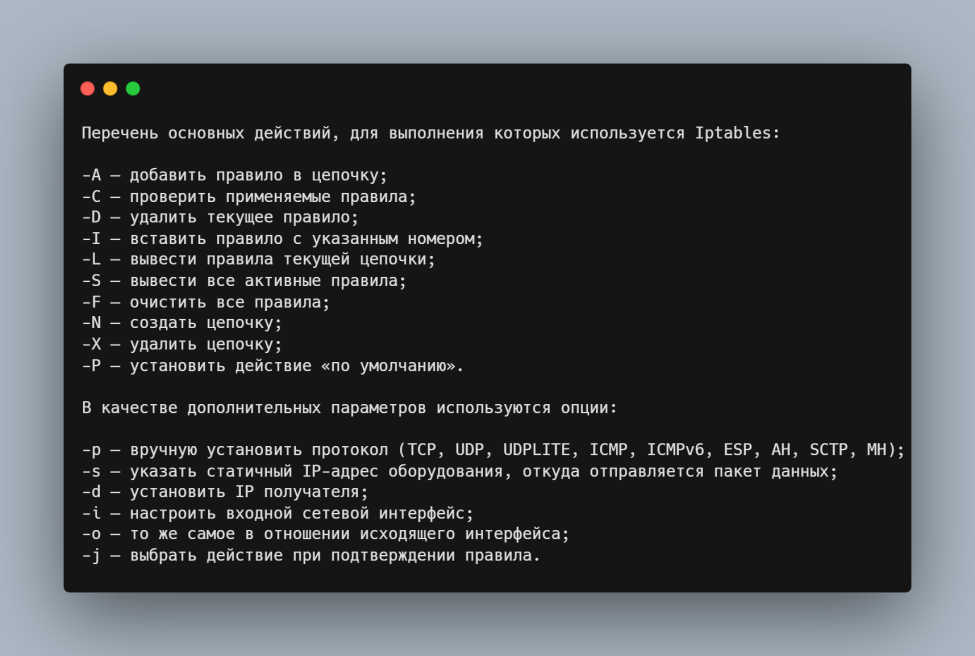 Перечень основных действий, для выполнения которых используется Iptables:
-A — добавить правило в цепочку;
-C — проверить применяемые правила;
-D — удалить текущее правило;
-I — вставить правило с указанным номером;
-L — вывести правила текущей цепочки;
-S — вывести все активные правила;
-F — очистить все правила;
-N — создать цепочку;
-X — удалить цепочку;
-P — установить действие «по умолчанию».
В качестве дополнительных параметров используются опции:
-p — вручную установить протокол (TCP, UDP, UDPLITE, ICMP, ICMPv6, ESP, AH, SCTP, MH);
-s — указать статичный IP-адрес оборудования, откуда отправляется пакет данных;
-d — установить IP получателя;
-i — настроить входной сетевой интерфейс;
-o — то же самое в отношении исходящего интерфейса;
-j — выбрать действие при подтверждении правила.